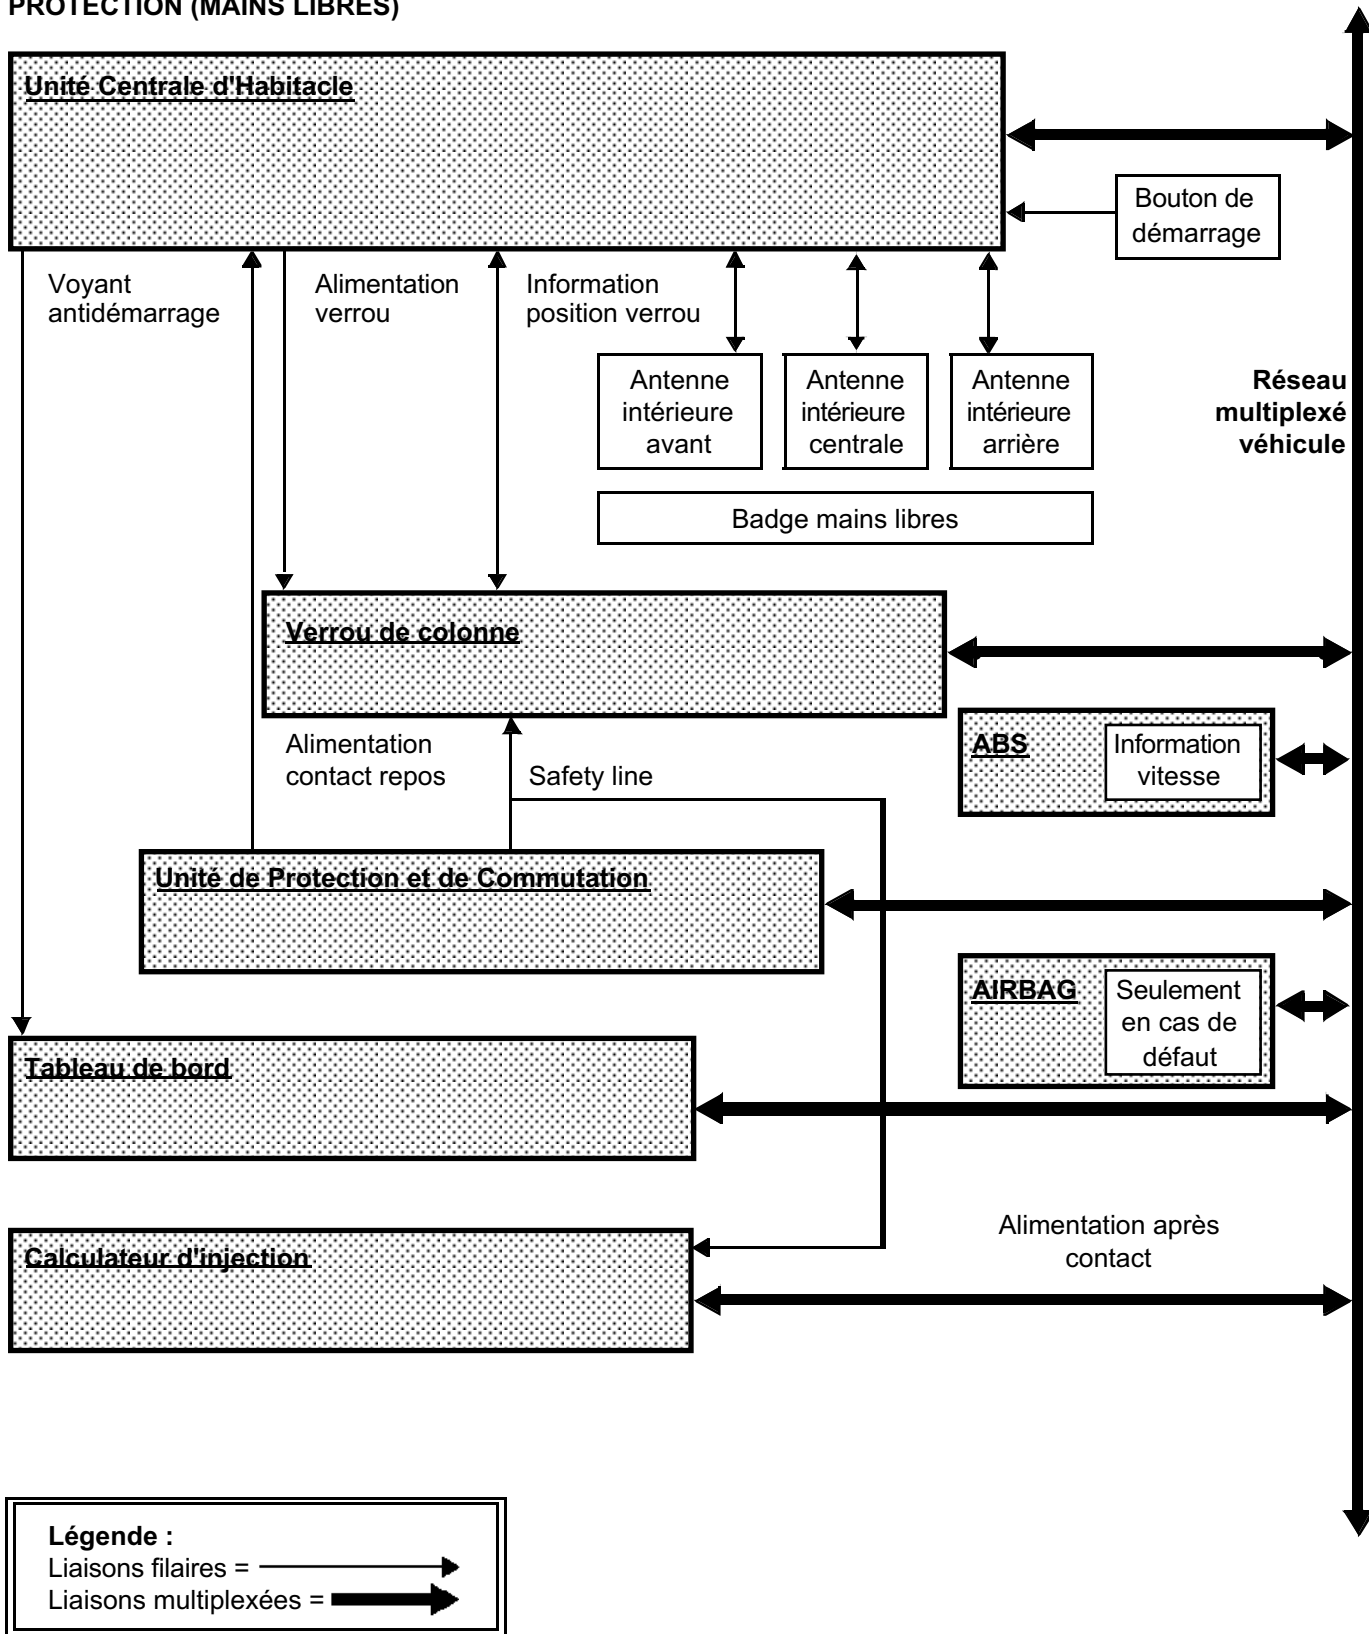 PROTECTION (MAINS LIBRES)
Unité Centrale d'Habitacle
Bouton de
démarrage
Voyant
antidémarrage
Alimentation
verrou
Information
position verrou
Antenne
intérieure
avant
Antenne
intérieure
centrale
Antenne
intérieure
arrière
Réseau
multiplexé
véhicule
Badge mains libres
Verrou de colonne
ABS
Information
vitesse
Alimentation
contact repos
Safety line
Unité de Protection et de Commutation
AIRBAG
Seulement
en cas de
défaut
Tableau de bord
Calculateur d'injection
Alimentation après
contact
Légende :
Liaisons filaires =
Liaisons multiplexées =